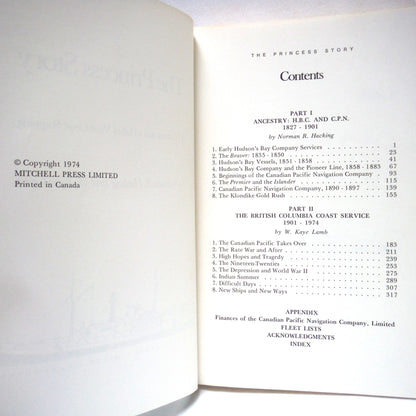 © Copyright 1974
MITCHELL PRESS LIMITED
Printed in Canada
THE PRINCESS STORY
Contents
PART I
ANCESTRY: H.B.C. AND C.P.N.
1827 - 1901
by Norman R. Hacking
1. Early Hudson's Bay Company Services 1
2. The Beaver: 1835 - 1850 23
3. Hudson's Bay Vessels, 1851 - 1858 41
4. Hudson's Bay Company and the Pioneer Line, 1858 - 1883 67
5. Beginnings of the Canadian Pacific Navigation Company 93
6. The Premier and the Islander 115
7. Canadian Pacific Navigation Company, 1890 - 1897 139
8. The Klondike Gold Rush 155
PART II
THE BRITISH COLUMBIA COAST SERVICE
1901 - 1974
by W. Kaye Lamb
1. The Canadian Pacific Takes Over 183
2. The Rate War and After 211
3. High Hopes and Tragedy 239
4. The Nineteen-Twenties 253
5. The Depression and World War II 275
6. Indian Summer 289
7. Difficult Days 307
8. New Ships and New Ways 317
APPENDIX
Finances of the Canadian Pacific Navigation Company, Limited
FLEET LISTS
ACKNOWLEDGMENTS
INDEX